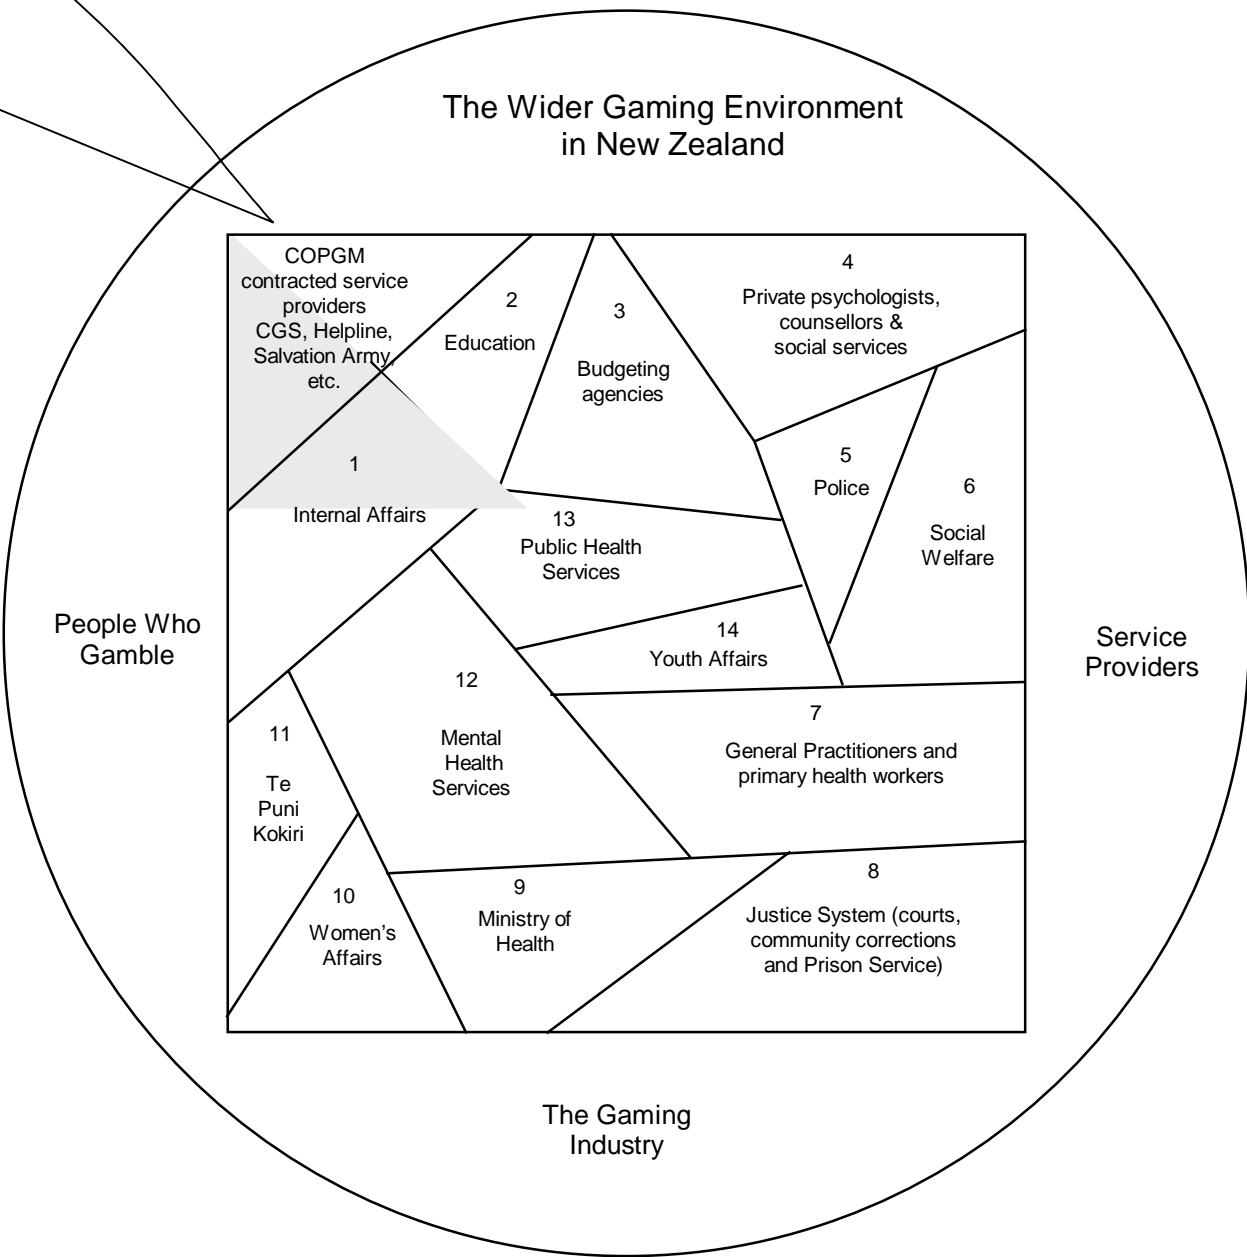 The Wider Gaming Environment
in New Zealand
COPGM
contracted service
providers
CGS, Helpline,
Salvation Army,
etc.
2
Education
3
Budgeting
agencies
4
Private psychologists,
counsellors &
social services
1
Internal Affairs
5
Police
6
Social
Welfare
13
Public Health
Services
14
Youth Affairs
People Who
Gamble
Service
Providers
12
Mental
Health
Services
7
General Practitioners and
primary health workers
11
Te
Puni
Kokiri
10
Women's
Affairs
9
Ministry of
Health
8
Justice System (courts,
community corrections
and Prison Service)
The Gaming
Industry